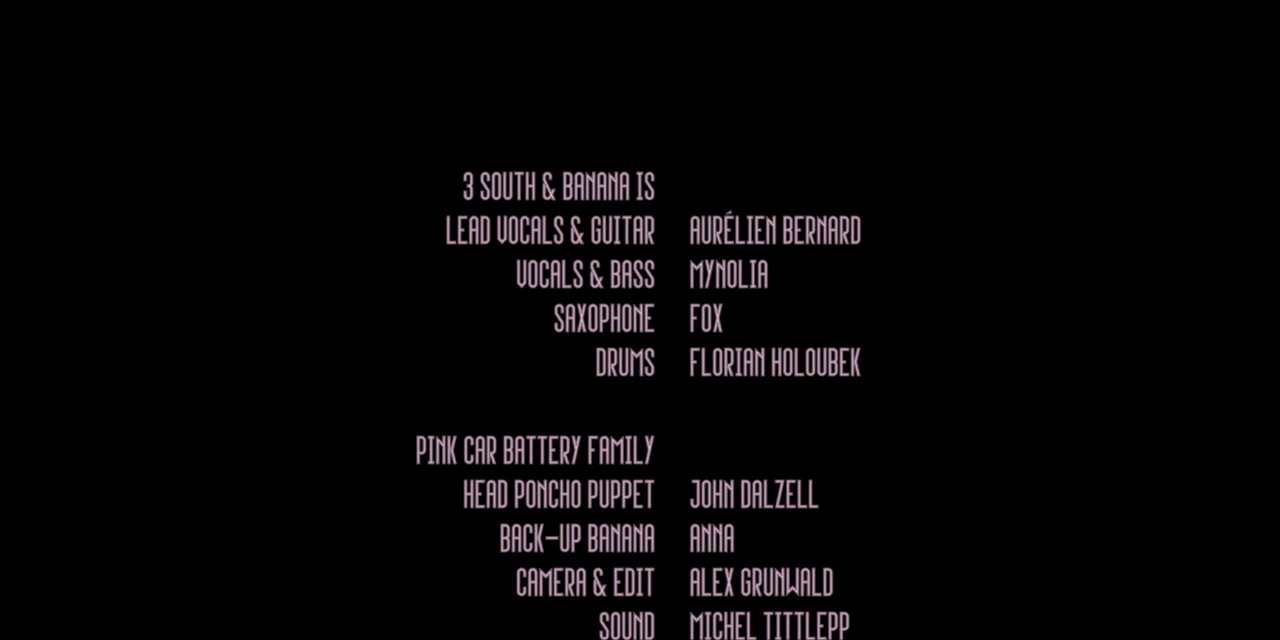 3 SOUTH & BANANA IS
LEAD VOCALS & GUITAR AURÉLIEN BERNARD
VOCALS & BASS MYNOLIA
SAXOPHONE FOX
DRUMS FLORIAN HOLOUBEK
PINK CAR BATTERY FAMILY
HEAD PONCHO PUPPET JOHN DALZELL
BACK-UP BANANA ANNA
CAMERA & EDIT ALEX GRUNWALD
SOUND MICHEL TITTLEPP